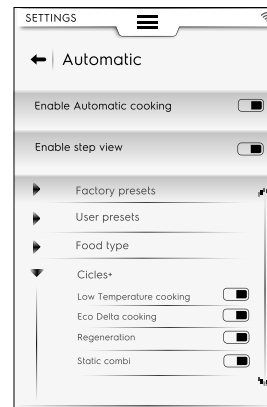 SETTINGS
Automatic
Enable Automatic cooking
Enable step view
Factory presets
User presets
Food type
Cicles+
Low Temperature cooking
Eco Delta cooking
Regeneration
Static combi